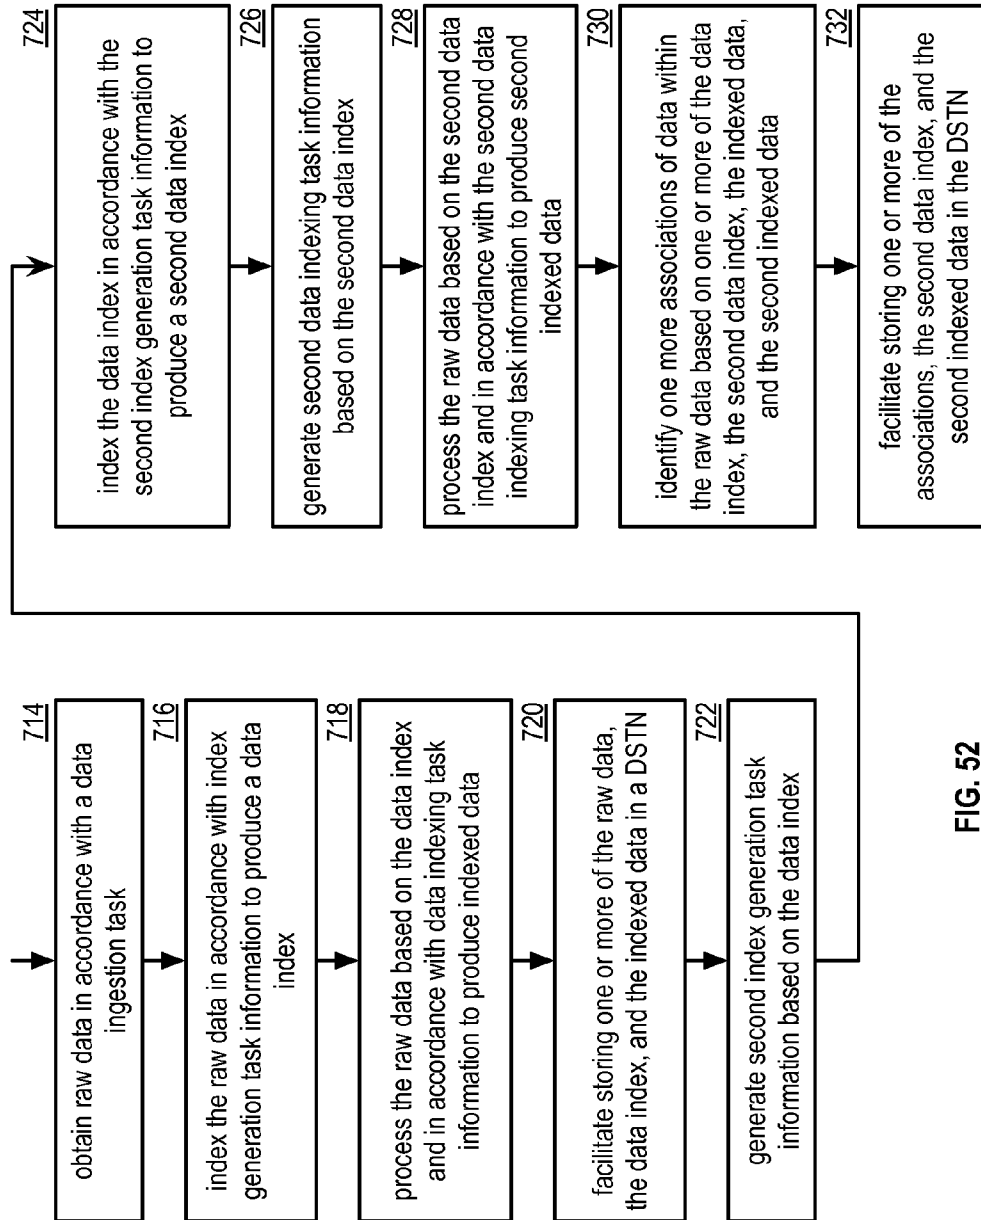 714
obtain raw data in accordance with a data
ingestion task
716
index the raw data in accordance with index
generation task information to produce a data
index
718
process the raw data based on the data index
and in accordance with data indexing task
information to produce indexed data
720
facilitate storing one or more of the raw data,
the data index, and the indexed data in a DSTN
722
generate second index generation task
information based on the data index
724
index the data index in accordance with the
second index generation task information to
produce a second data index
726
generate second data indexing task information
based on the second data index
728
process the raw data based on the second data
index and in accordance with the second data
indexing task information to produce second
indexed data
730
identify one more associations of data within
the raw data based on one or more of the data
index, the second data index, the indexed data,
and the second indexed data
732
facilitate storing one or more of the
associations, the second data index, and the
second indexed data in the DSTN
FIG. 52